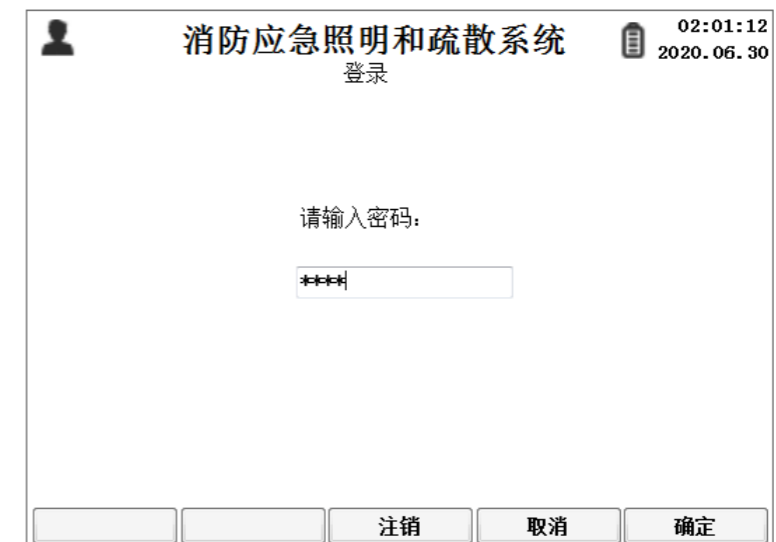 消防应急照明和疏散系统
02:01:12
2020.06.30
登录
请输入密码:
****
注销 取消 确定